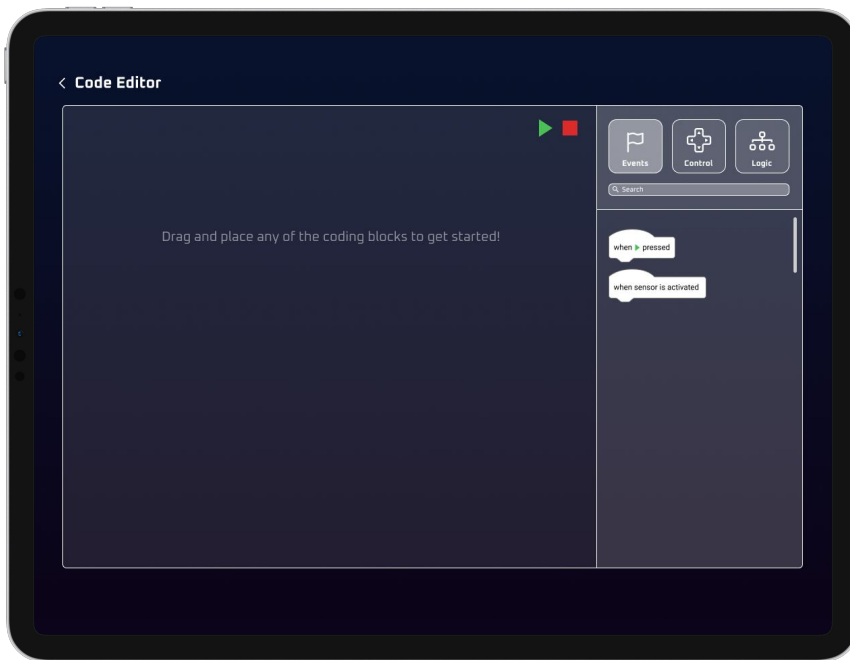 Code Editor
Drag and place any of the coding blocks to get started!
Events
Control
Logic
Search
when pressed
when sensor is activated